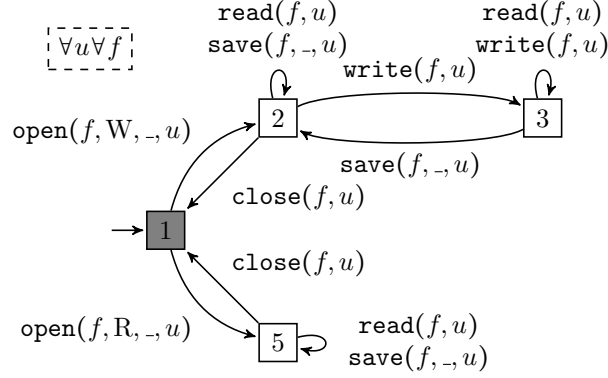 ∀u∀f
read(f, u)
save(f, _, u)
read(f, u)
write(f, u)
write(f, u)
2
3
open(f, W, _, u)
save(f, _, u)
close(f, u)
1
close(f, u)
open(f, R, _, u)
5
read(f, u)
save(f, _, u)